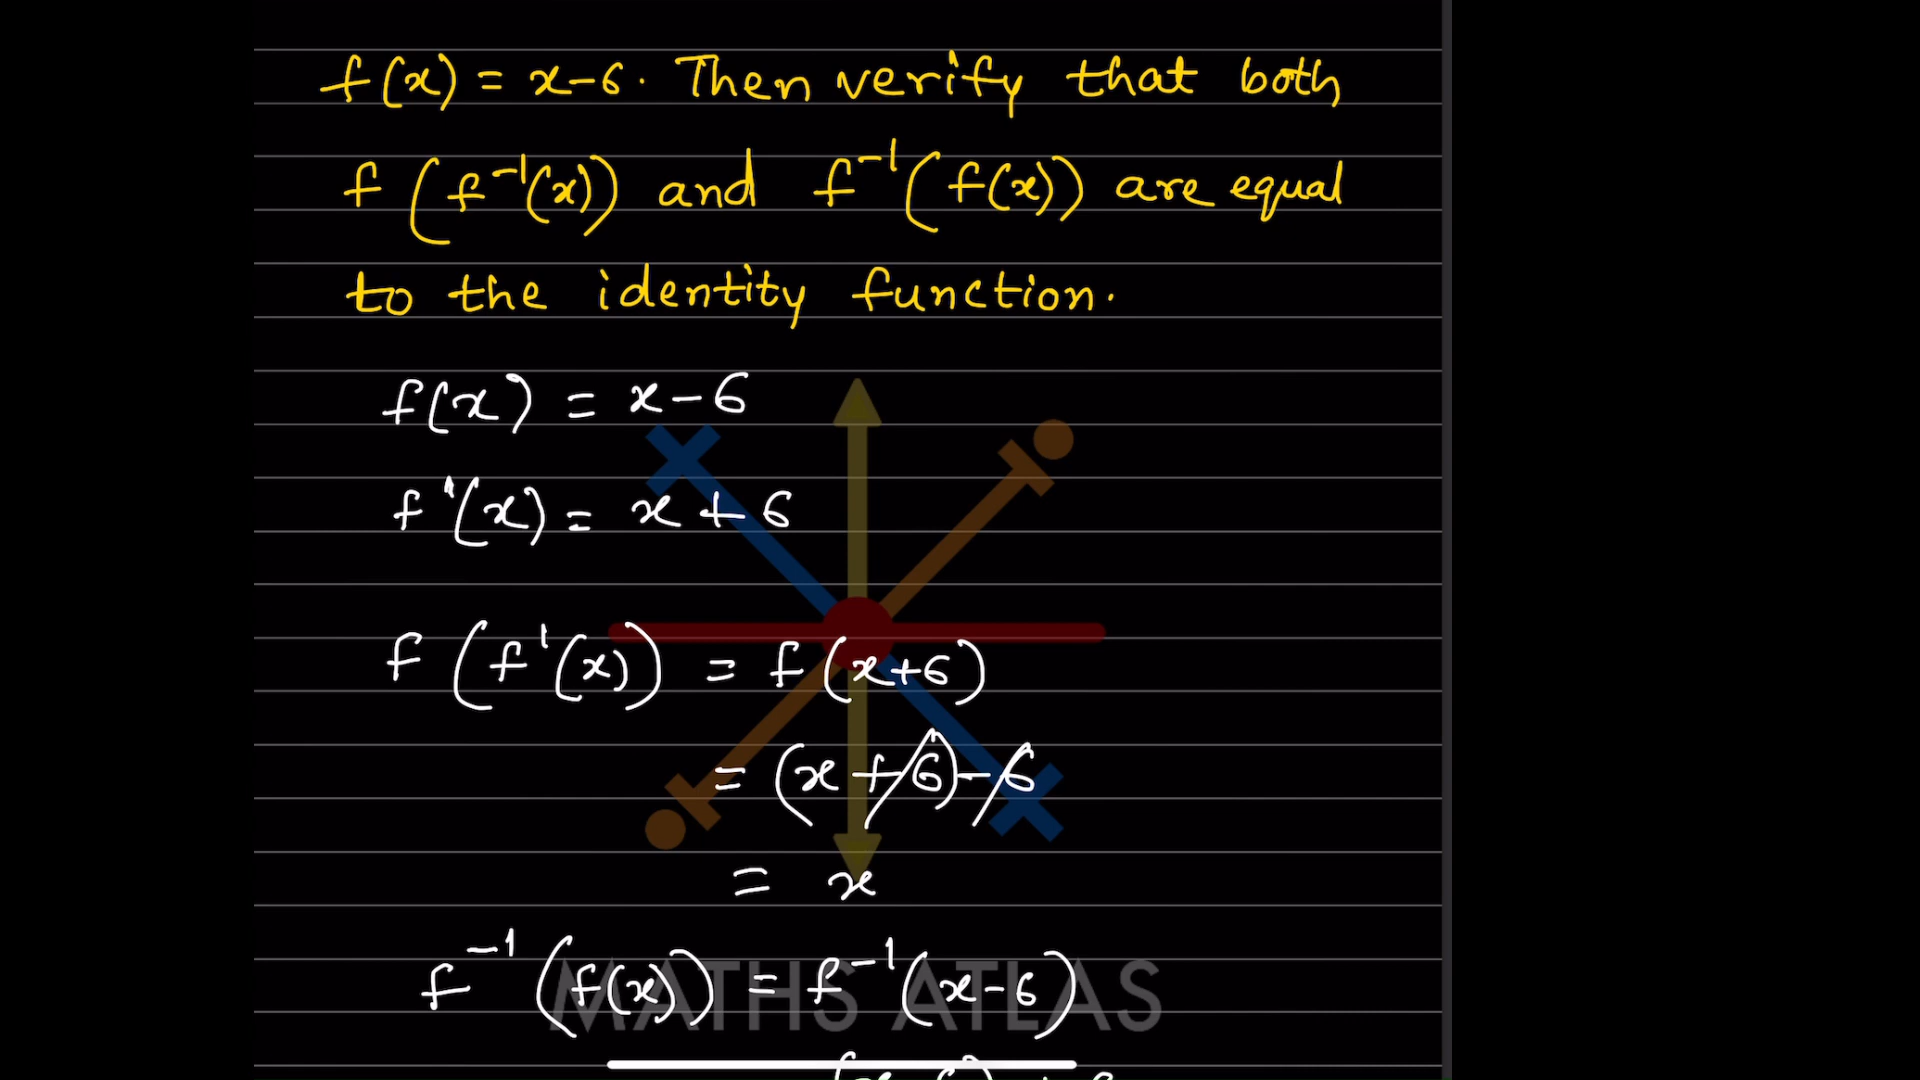 f(x) = x-6. Then verify that both
f(f⁻¹(x)) and f⁻¹(f(x)) are equal
to the identity function.
f(x) = x-6
f⁻¹(x) = x+6
f(f⁻¹(x)) = f(x+6)
= (x+6)-6
= x
f⁻¹(f(x)) = f⁻¹(x-6)
MATHS ATLAS